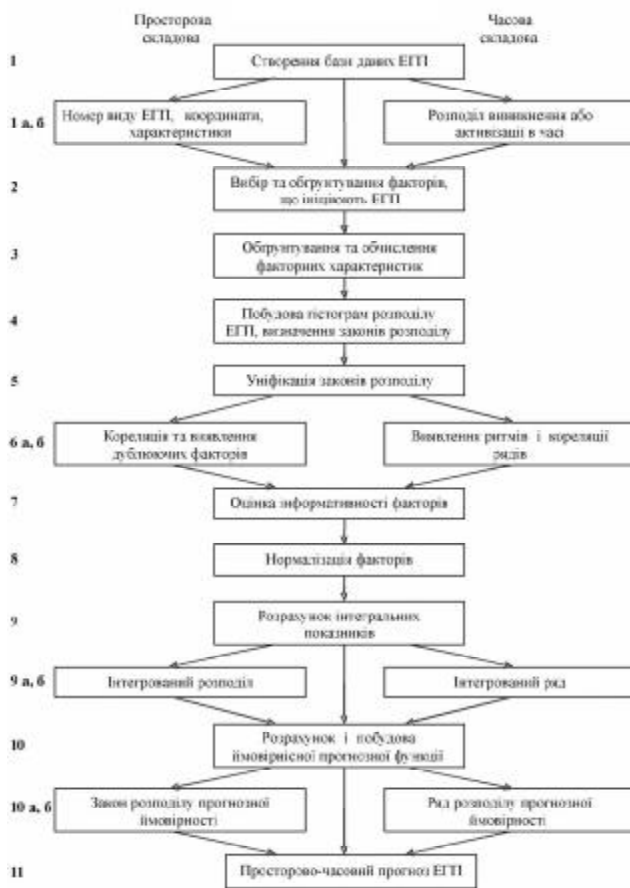 Просторова
складова
Часова
складова
1
Створення бази даних ЕГП
1 а, б
Номер виду ЕГП, координати,
характеристики
Розподіл виникнення або
активізації в часі
2
Вибір та обґрунтування факторів,
що ініціюють ЕГП
3
Обґрунтування та обчислення
факторних характеристик
4
Побудова гістограм розподілу
ЕГП, визначення законів розподілу
5
Уніфікація законів розподілу
6 а, б
Кореляція та виявлення
дублюючих факторів
Виявлення ритмів і кореляції
рядів
7
Оцінка інформативності факторів
8
Нормалізація факторів
9
Розрахунок інтегральних
показників
9 а, б
Інтегрований розподіл
Інтегрований ряд
10
Розрахунок і побудова
ймовірнісної прогнозної функції
10 а, б
Закон розподілу прогнозної
ймовірності
Ряд розподілу прогнозної
ймовірності
11
Просторово-часовий прогноз ЕГП